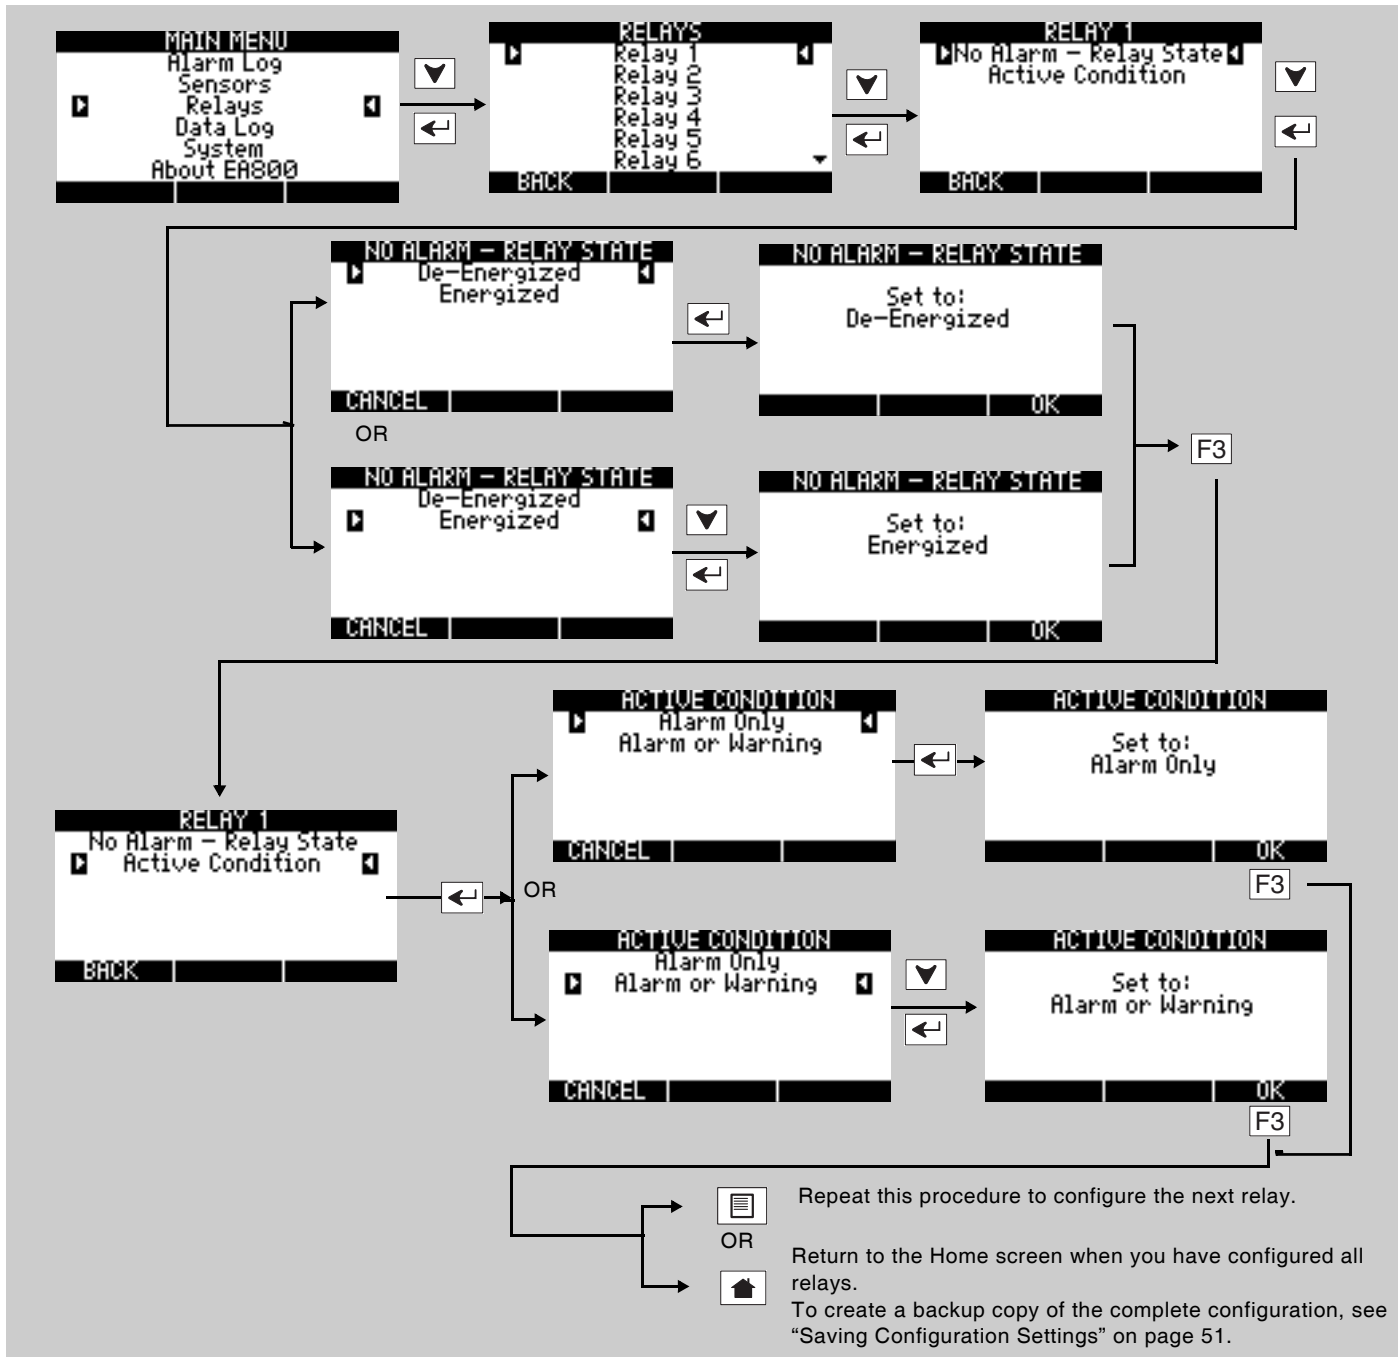 MAIN MENU
Alarm Log
Sensors
Relays
Data Log
System
About EA800
RELAYS
Relay 1
Relay 2
Relay 3
Relay 4
Relay 5
Relay 6
BACK
RELAY 1
No Alarm – Relay State
Active Condition
BACK
NO ALARM – RELAY STATE
De-Energized
Energized
CANCEL
NO ALARM – RELAY STATE
Set to:
De-Energized
OK
OR
NO ALARM – RELAY STATE
De-Energized
Energized
CANCEL
NO ALARM – RELAY STATE
Set to:
Energized
OK
F3
RELAY 1
No Alarm – Relay State
Active Condition
BACK
ACTIVE CONDITION
Alarm Only
Alarm or Warning
CANCEL
ACTIVE CONDITION
Set to:
Alarm Only
OK
F3
OR
ACTIVE CONDITION
Alarm Only
Alarm or Warning
CANCEL
ACTIVE CONDITION
Set to:
Alarm or Warning
OK
F3
Repeat this procedure to configure the next relay.
OR
Return to the Home screen when you have configured all
relays.
To create a backup copy of the complete configuration, see
“Saving Configuration Settings” on page 51.